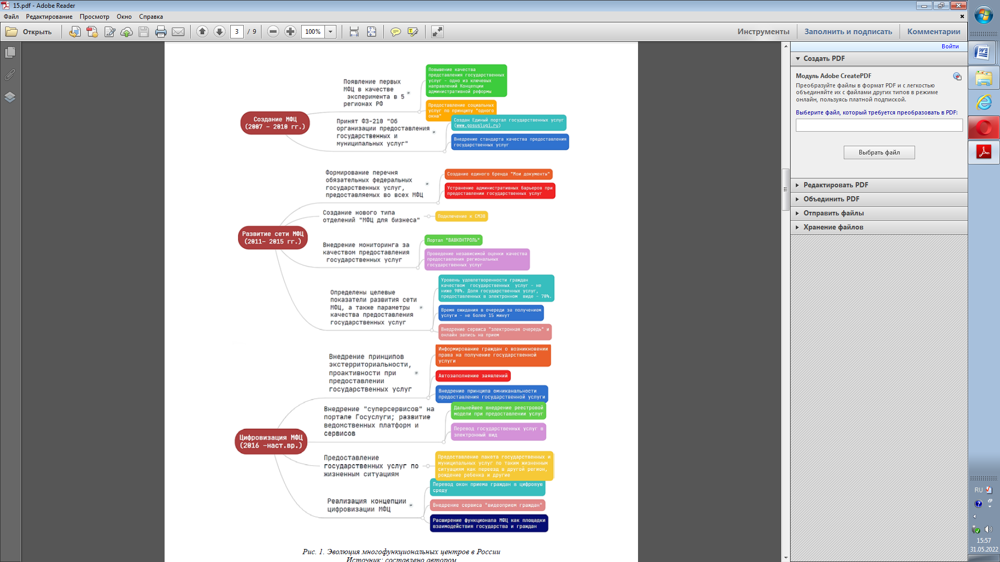 15.pdf - Adobe Reader
Файл Редактирование Просмотр Окно Справка
Открыть 3 / 9 100% Инструменты Заполнить и подписать Комментарии
Появление первых
МФЦ в качестве
эксперимента в 5
регионах РФ
Повышение качества
представления государственных
услуг - одно из ключевых
направлений Концепции
административной реформы
Предоставление социальных
услуг по принципу "одного
окна"
Создание МФЦ
(2007 - 2010 гг.)
Принят ФЗ-210 "Об
организации предоставления
государственных и
муниципальных услуг"
Создан Единый портал государственных услуг
(www.gosuslugi.ru)
Внедрение стандарта качества предоставления
государственных услуг
Формирование перечня
обязательных федеральных
государственных услуг,
предоставляемых во всех МФЦ
Создание единого бренда "Мои документы"
Устранение административных барьеров при
предоставлении государственных услуг
Создание нового типа
отделений "МФЦ для бизнеса"
Подключение к СМЭВ
Развитие сети МФЦ
(2011- 2015 гг.)
Внедрение мониторинга за
качеством предоставления
государственных услуг
Портал "ВАШКОНТРОЛЬ"
Проведение независимой оценки качества
предоставления региональных
государственных услуг
Определены целевые
показатели развития сети
МФЦ, а также параметры
качества предоставления
государственных услуг
Уровень удовлетворенности граждан
качеством государственных услуг - не
ниже 90%. Доля государственных услуг,
предоставленных в электронном виде - 70%.
Время ожидания в очереди за получением
услуги - не более 15 минут
Внедрение сервиса "электронная очередь" и
онлайн запись на прием
Внедрение принципов
экстерриториальности,
проактивности при
предоставлении
государственных услуг
Информирование граждан о возникновении
права на получение государственной
услуги
Автозаполнение заявлений
Внедрение принципа омниканальности
предоставления государственной услуги
Внедрение "суперсервисов" на
портале Госуслуги; развитие
ведомственных платформ и
сервисов
Дальнейшее внедрение реестровой
модели при предоставлении услуг
Перевод государственных услуг в
электронный вид
Цифровизация МФЦ
(2016 -наст.вр.)
Предоставление
государственных услуг по
жизненным ситуациям
Предоставление пакета государственных и
муниципальных услуг по таким жизненным
ситуациям как переезд в другой регион,
рождение ребенка и другие
Реализация концепции
цифровизации МФЦ
Перевод окон приема граждан в цифровую
среду
Внедрение сервиса "видеоприем граждан"
Расширение функционала МФЦ как площадки
взаимодействия государства и граждан
Рис. 1. Эволюция многофункциональных центров в России
Источник: составлено автором
Войти
Создать PDF
Модуль Adobe CreatePDF
Преобразуйте файлы в формат PDF и с легкостью
объединяйте их с файлами других типов в режиме
онлайн, пользуясь платной подпиской.
Выберите файл, который требуется преобразовать в PDF:
Выбрать файл
Редактировать PDF
Объединить PDF
Отправить файлы
Хранение файлов
RU
15:57
31.05.2022